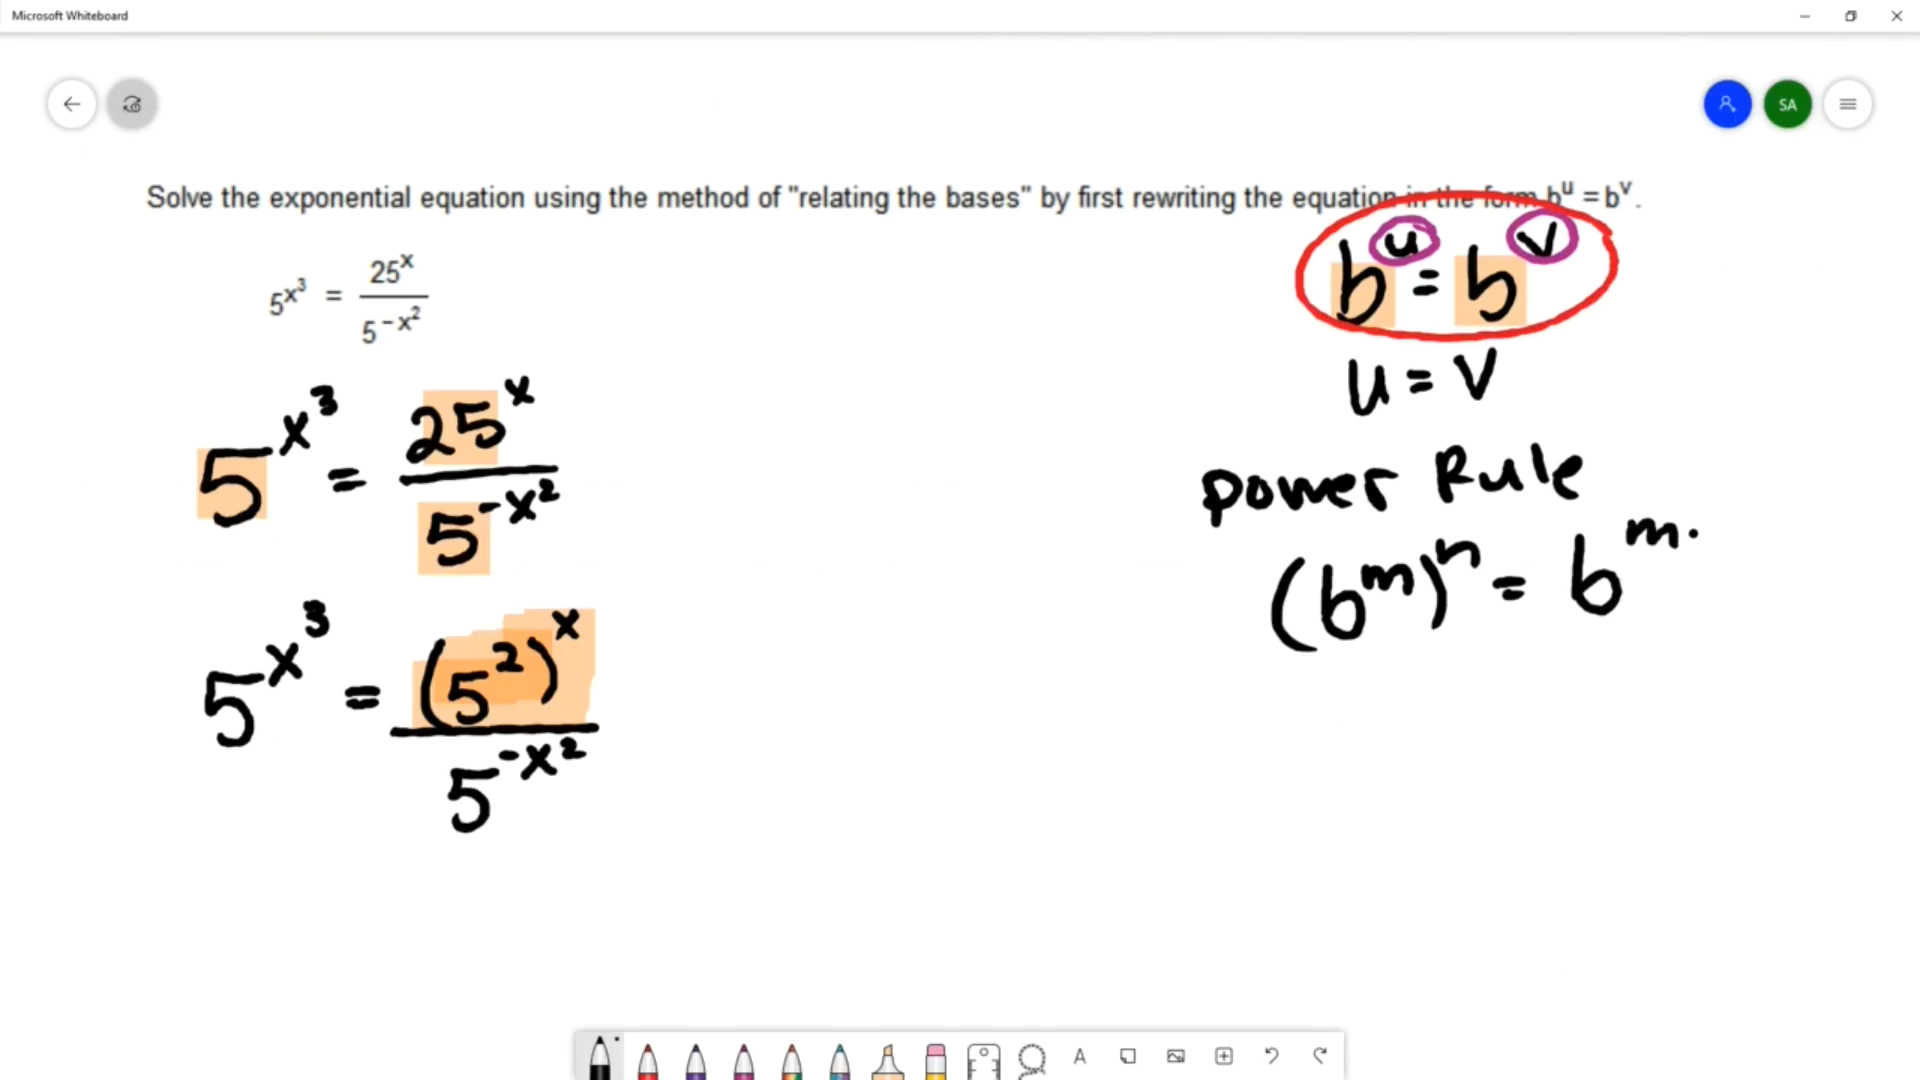 Microsoft Whiteboard
SA
Solve the exponential equation using the method of "relating the bases" by first rewriting the equation in the form b^u = b^v.
5^x^3 = 25^x / 5^-x^2
b^u = b^v
u = v
5^x^3 = 25^x / 5^-x^2
Power Rule
(b^m)^n = b^m·
5^x^3 = (5^2)^x / 5^-x^2
A